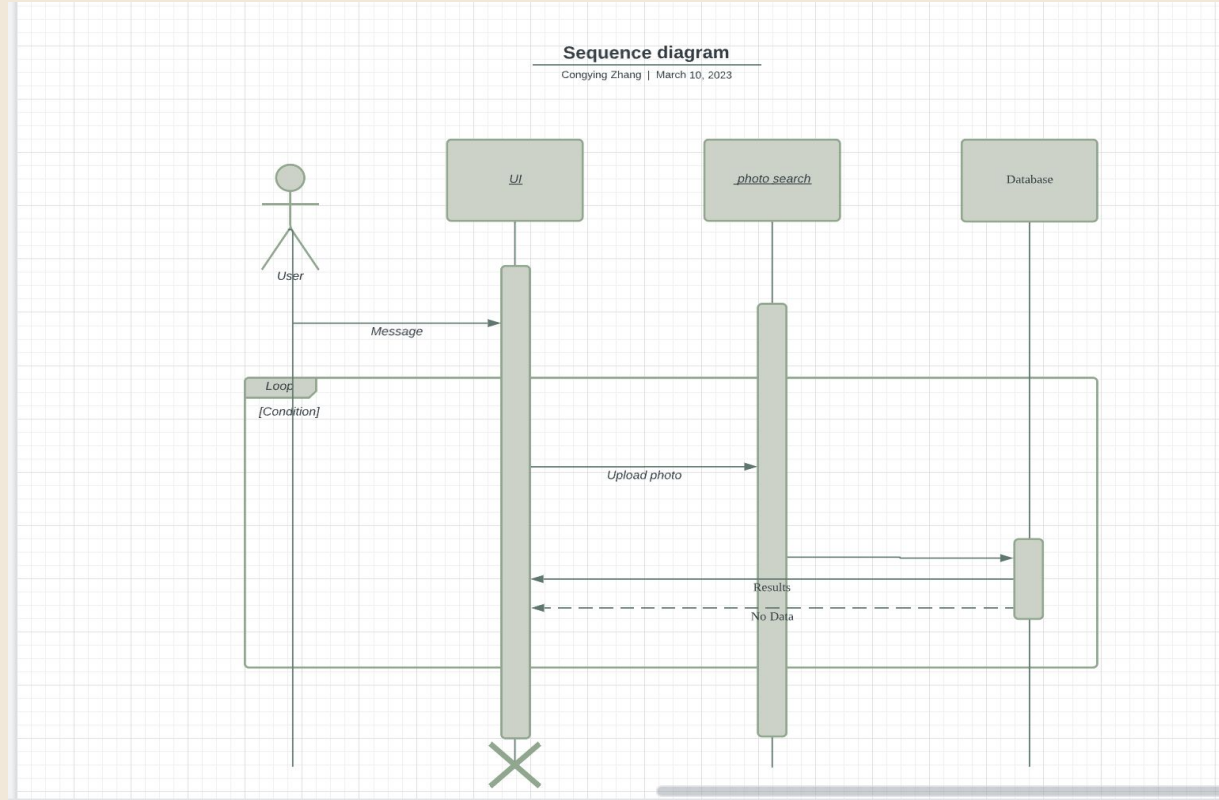 Sequence diagram
Congying Zhang | March 10, 2023
UI
photo search
Database
User
Message
Loop
[Condition]
Upload photo
Results
No Data